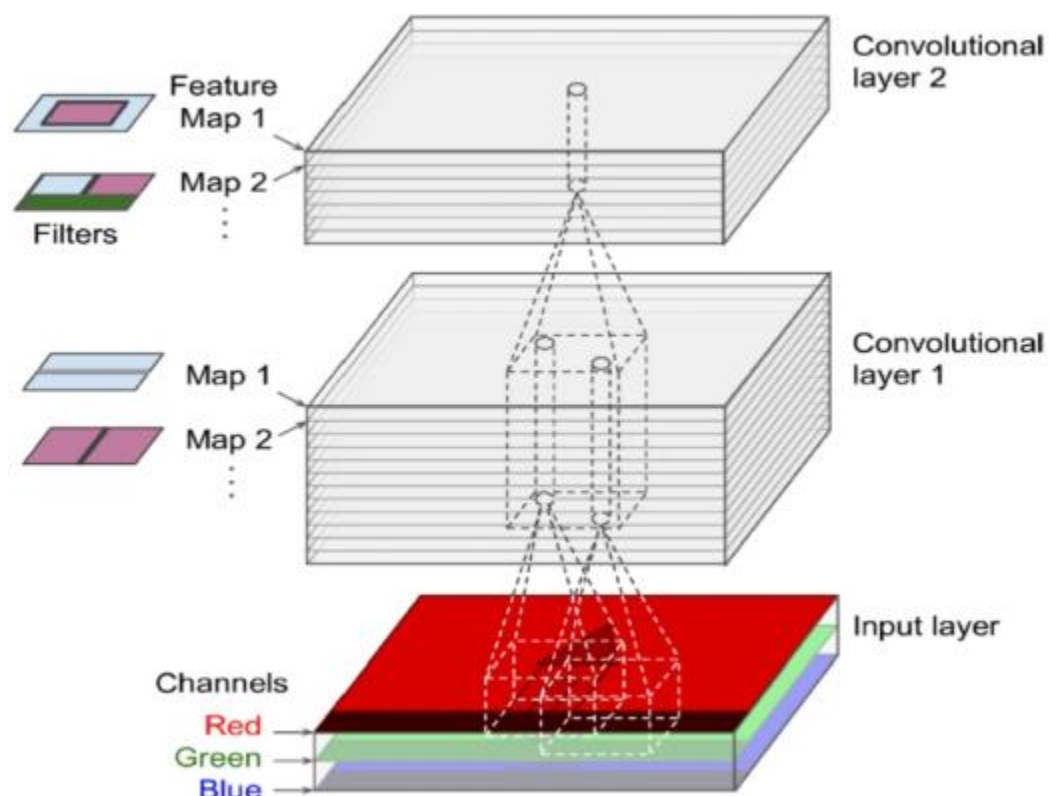 Convolutional
layer 2
Feature
Map 1
Map 2
Filters
Convolutional
layer 1
Map 1
Map 2
Input layer
Channels
Red
Green
Blue